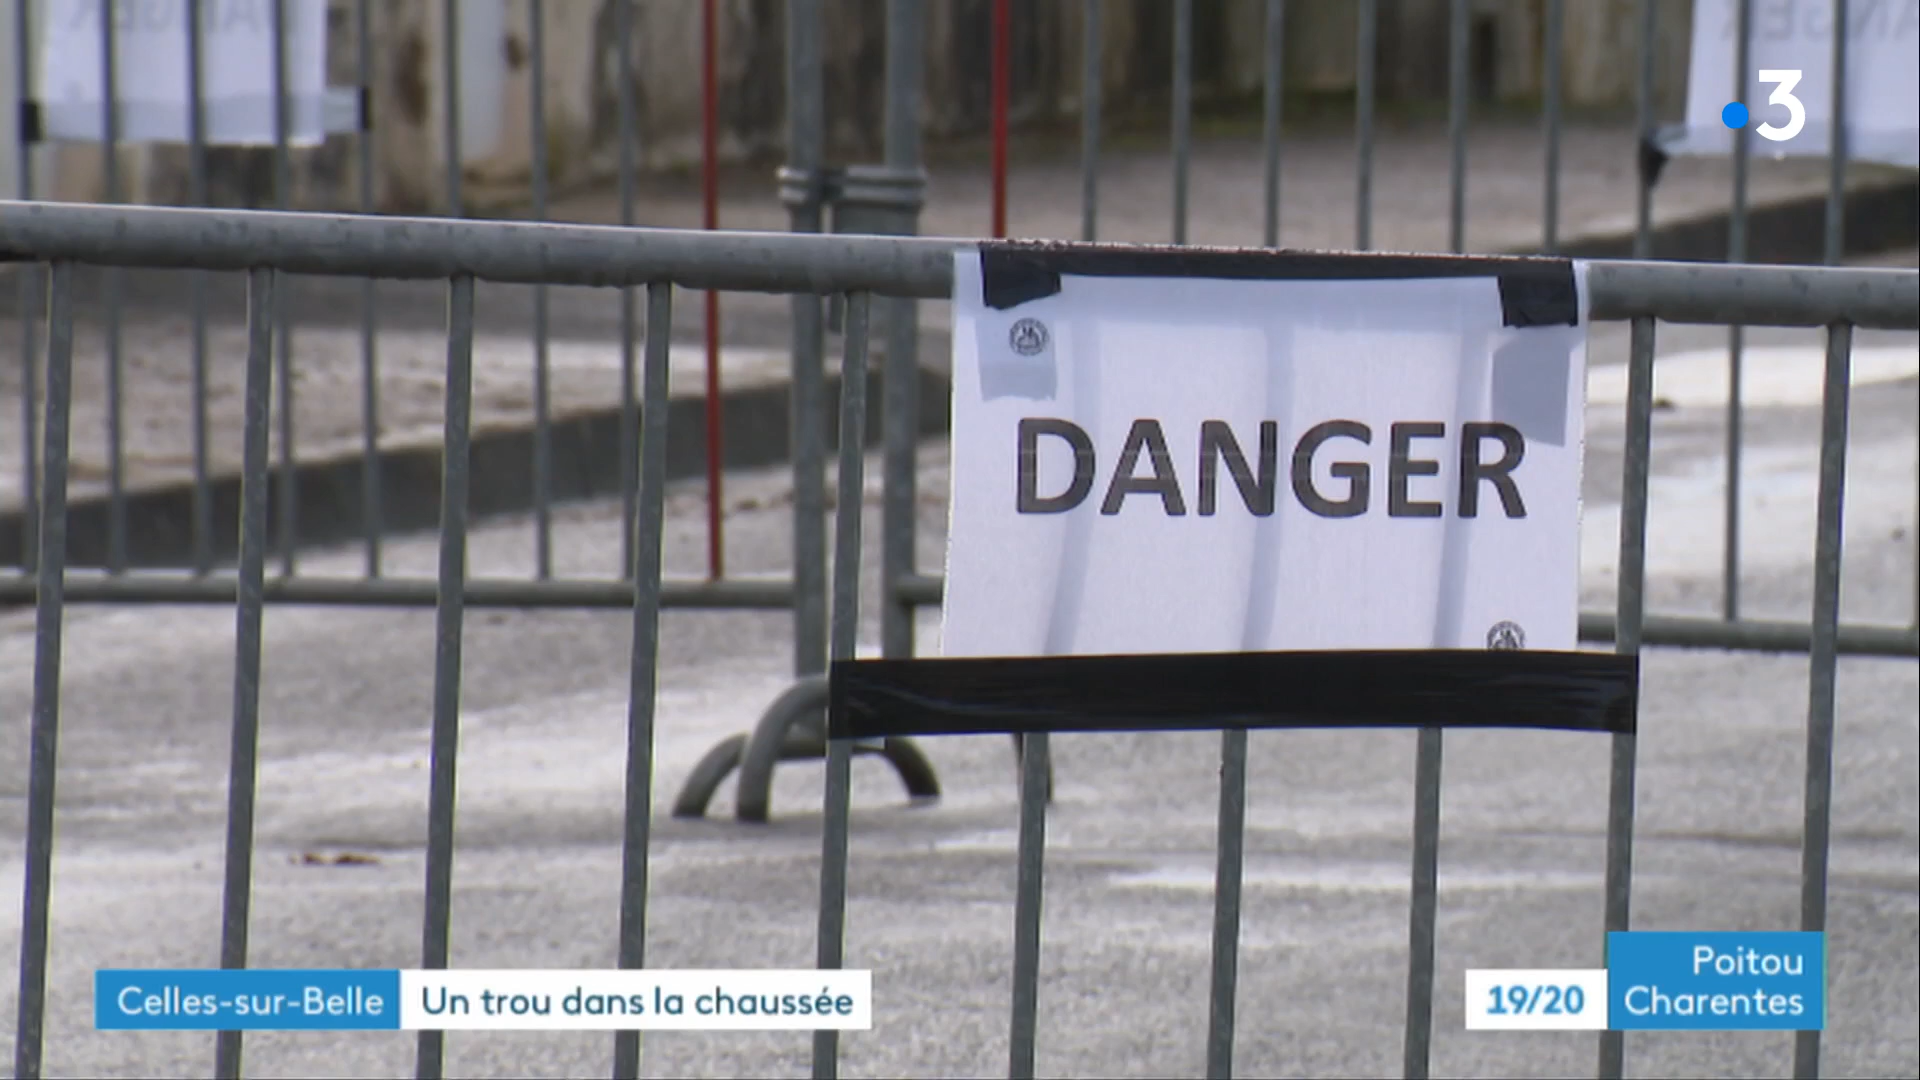 3
DANGER
Celles-sur-Belle
Un trou dans la chaussée
19/20
Poitou
Charentes